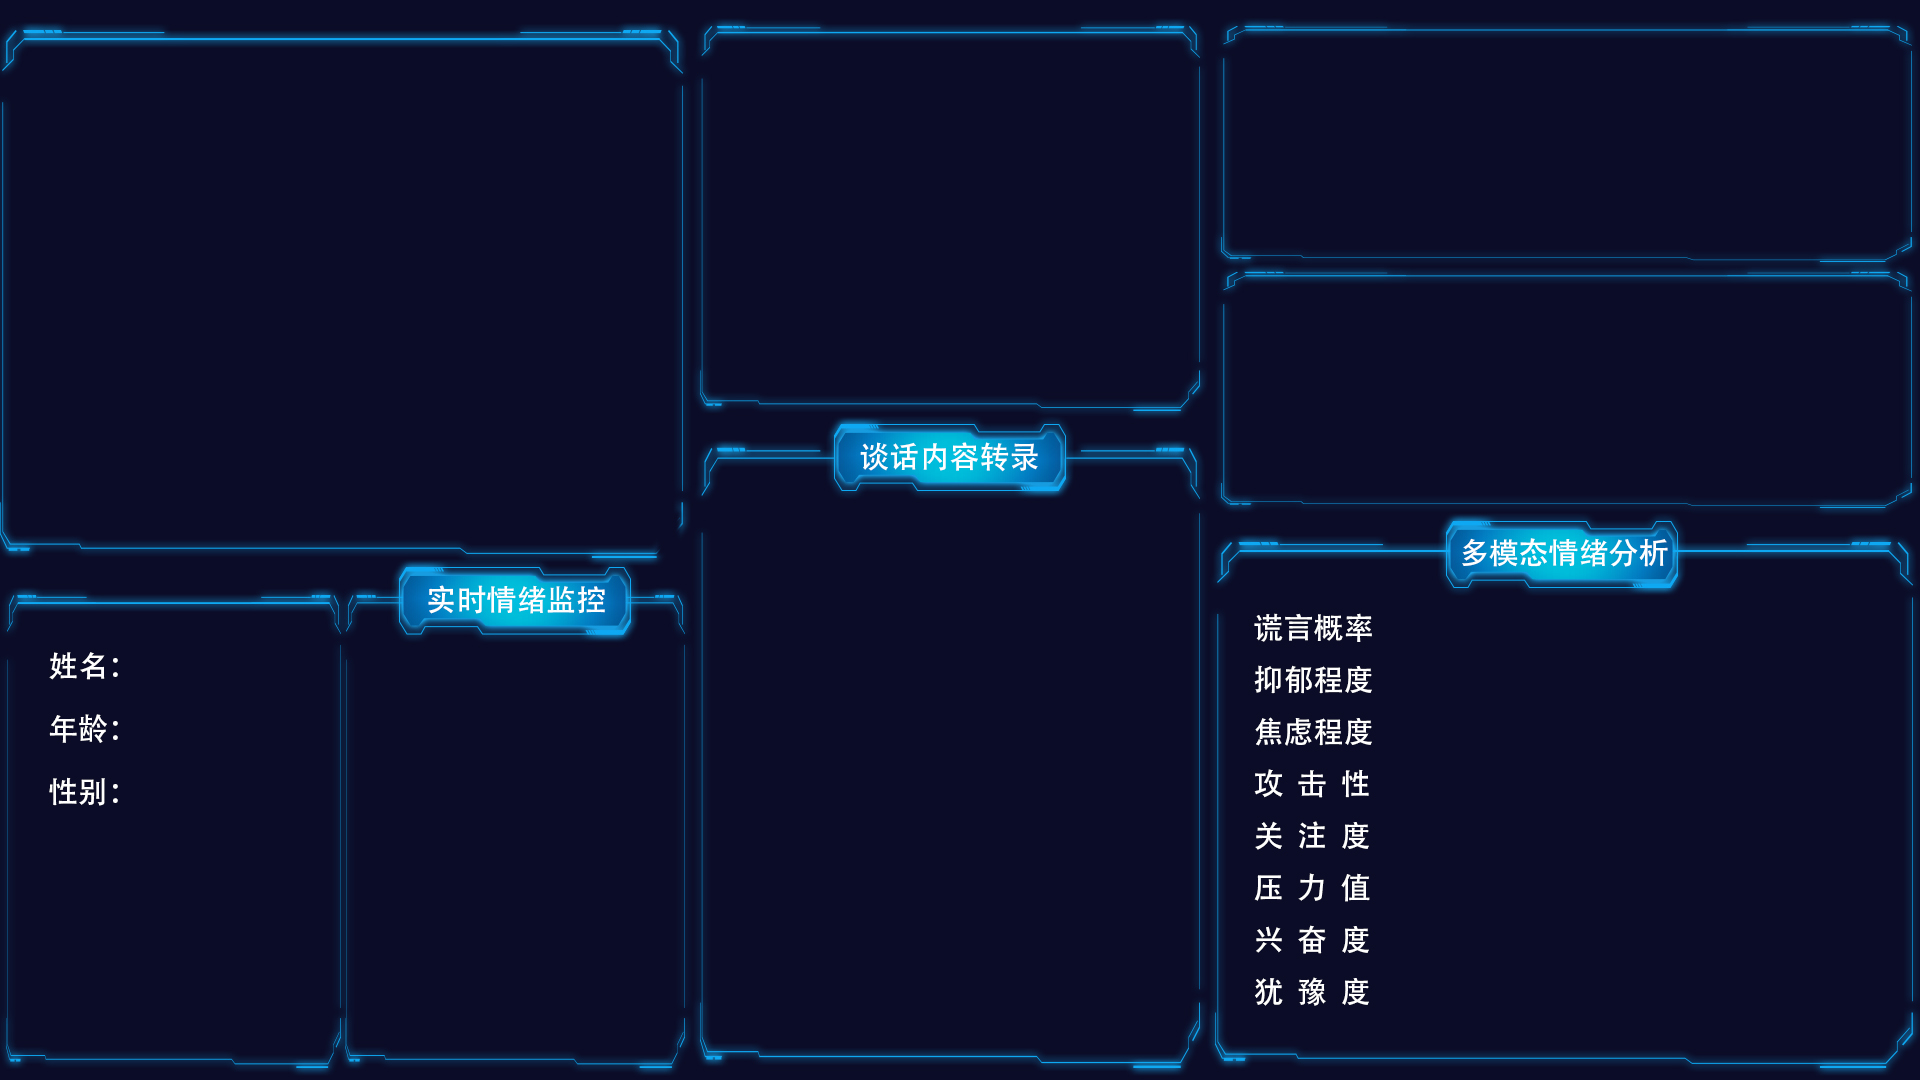 实时情绪监控
姓名：
年龄：
性别：
谈话内容转录
多模态情绪分析
谎言概率
抑郁程度
焦虑程度
攻 击 性
关 注 度
压 力 值
兴 奋 度
犹 豫 度